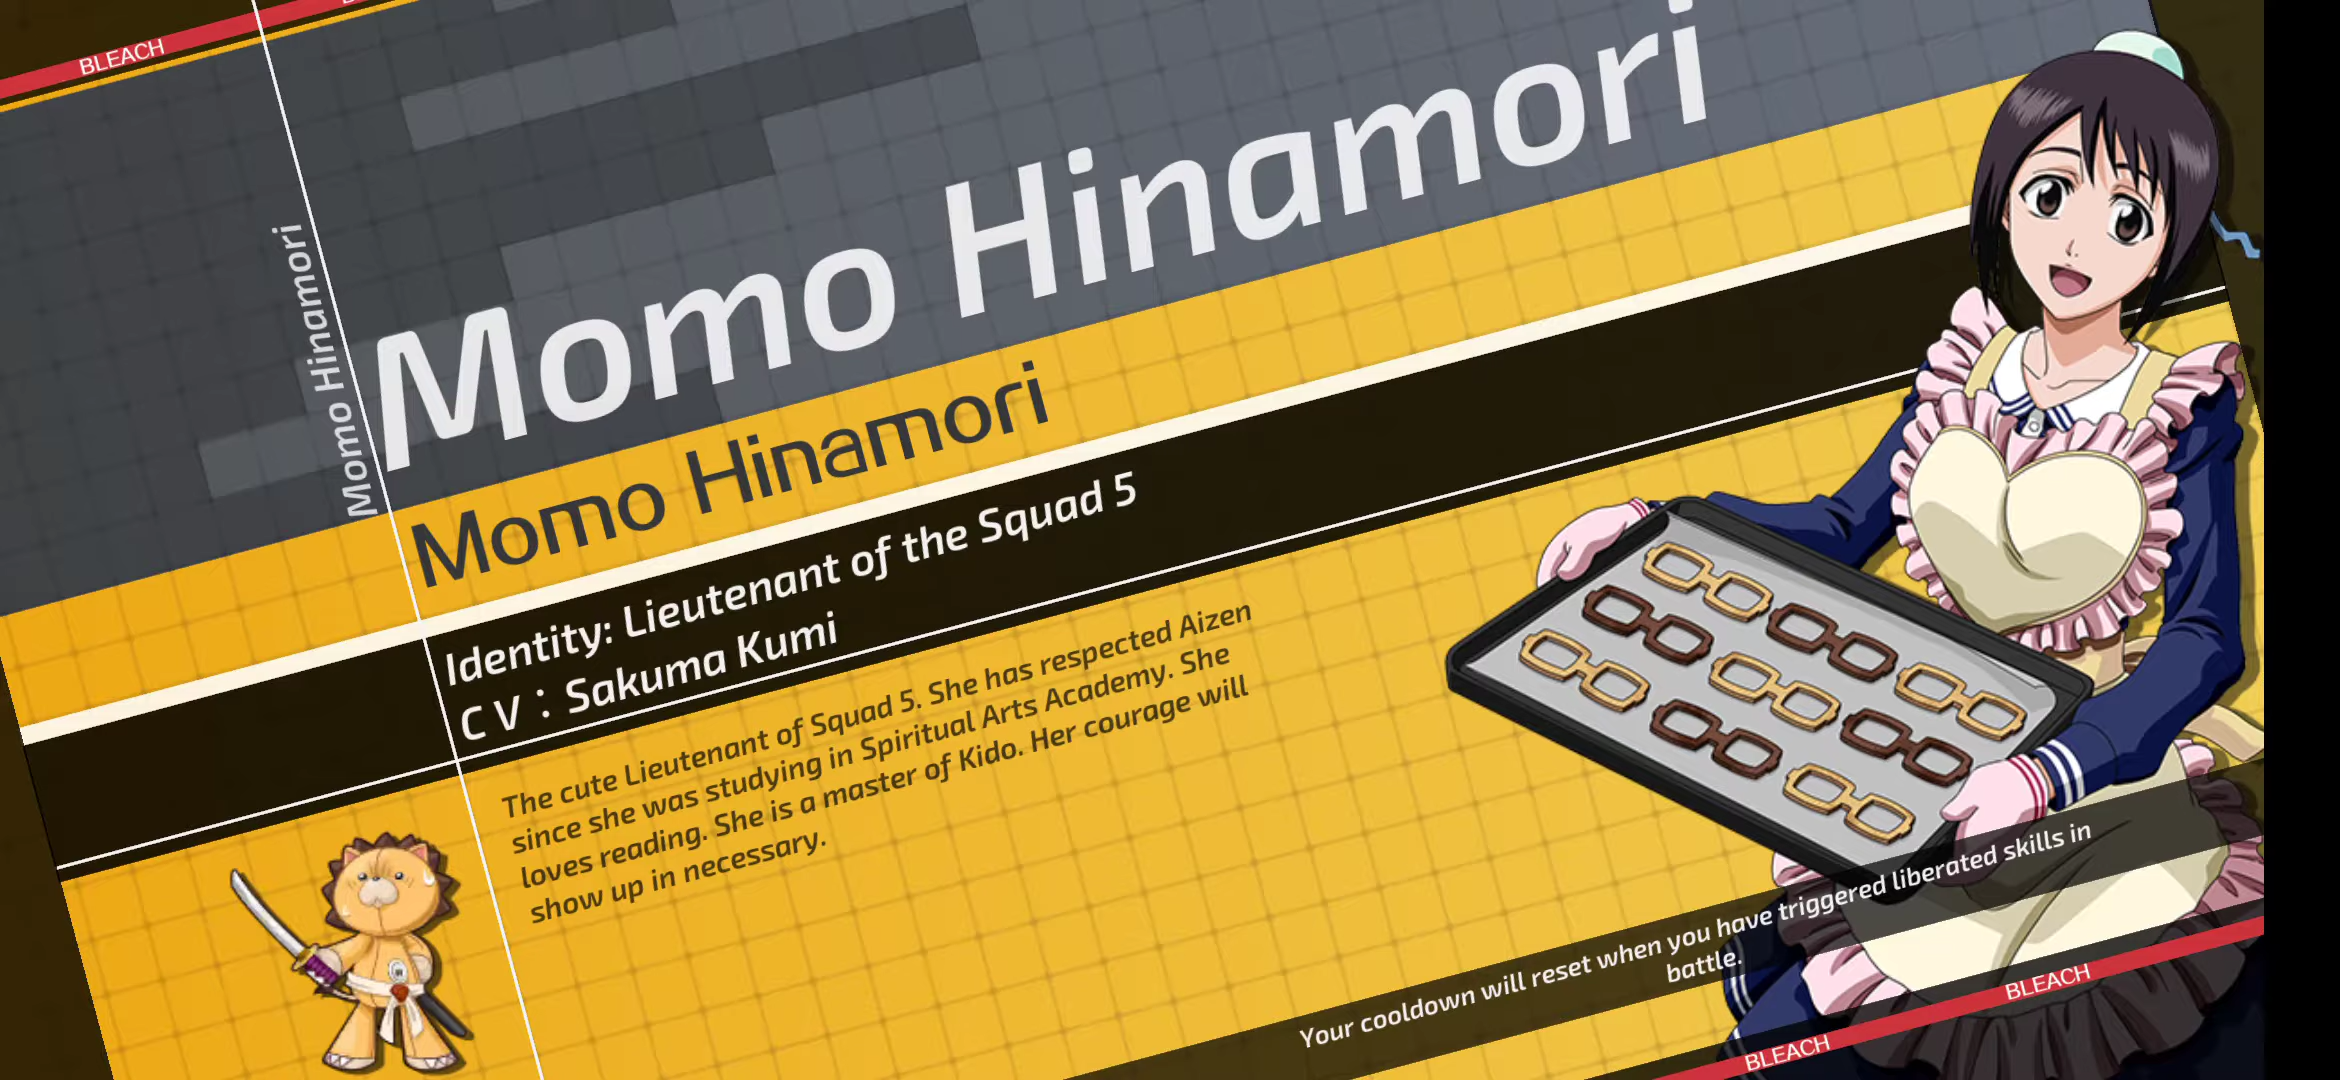 BLEACH
Momo Hinamori
Momo Hinamori
Momo Hinamori
Identity: Lieutenant of the Squad 5
CV：Sakuma Kumi
The cute Lieutenant of Squad 5. She has respected Aizen
since she was studying in Spiritual Arts Academy. She
loves reading. She is a master of Kido. Her courage will
show up in necessary.
Your cooldown will reset when you have triggered liberated skills in
battle.
BLEACH
BLEACH